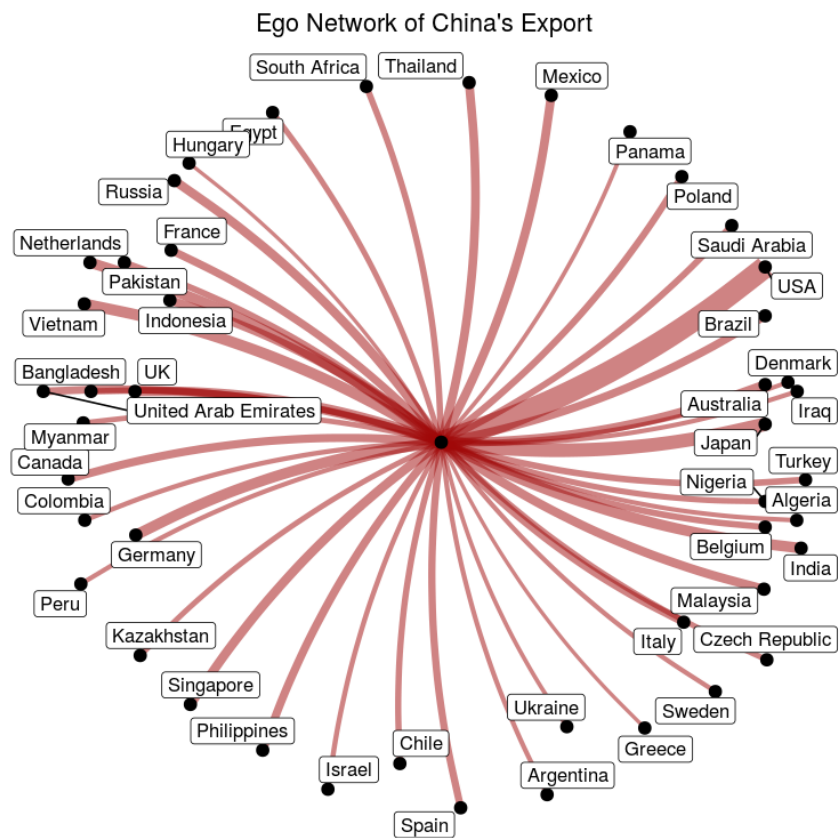 Ego Network of China's Export
South Africa
Thailand
Mexico
Egypt
Hungary
Panama
Russia
Poland
France
Netherlands
Saudi Arabia
Pakistan
USA
Vietnam
Indonesia
Brazil
Bangladesh
UK
Denmark
United Arab Emirates
Australia
Iraq
Myanmar
Japan
Canada
Turkey
Colombia
Nigeria
Algeria
Germany
Belgium
India
Peru
Malaysia
Kazakhstan
Italy
Czech Republic
Singapore
Ukraine
Sweden
Philippines
Chile
Greece
Israel
Argentina
Spain